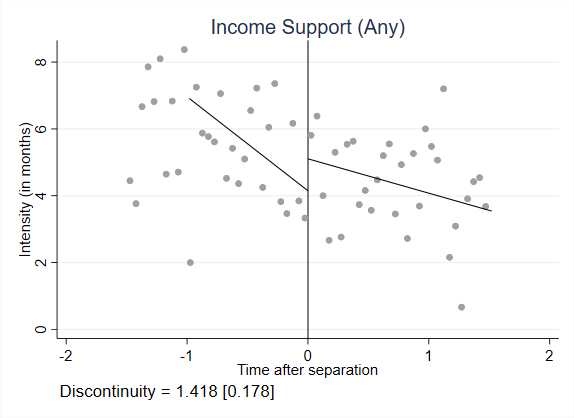 Income Support (Any)
Intensity (in months)
8
6
4
2
0
-2 -1 0 1 2
Time after separation
Discontinuity = 1.418 [0.178]